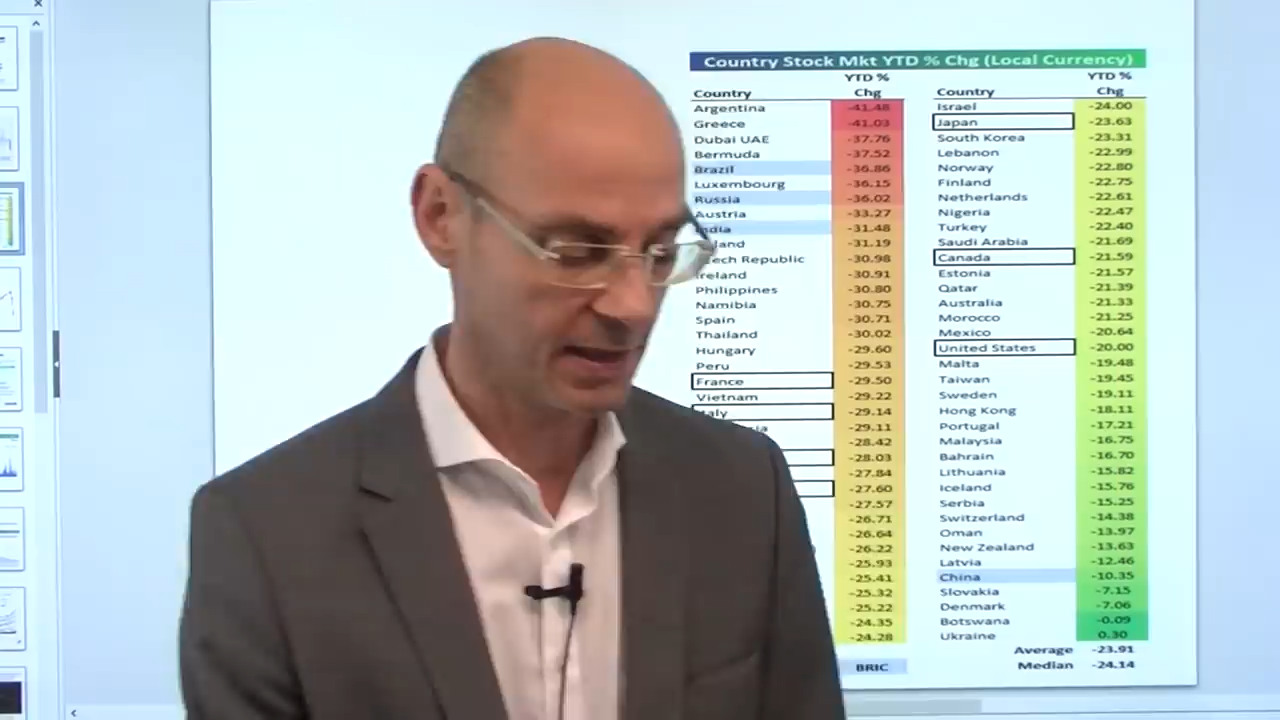 Country Stock Mkt YTD % Chg (Local Currency)
Country YTD % Chg
Argentina -41.48
Greece -41.03
Dubai UAE -37.76
Bermuda -37.52
Brazil -36.86
Luxembourg -36.15
Russia -36.02
Austria -33.27
-31.48
-31.19
Republic -30.98
Ireland -30.91
Philippines -30.80
Namibia -30.75
Spain -30.71
Thailand -30.02
Hungary -29.60
Peru -29.53
France -29.50
Vietnam -29.22
-29.14
-29.11
-28.42
-28.03
-27.84
-27.60
-27.57
-26.71
-26.64
-26.22
-25.93
-25.41
-25.32
-25.22
-24.35
-24.28
BRIC
Country YTD % Chg
Israel -24.00
Japan -23.63
South Korea -23.31
Lebanon -22.99
Norway -22.80
Finland -22.75
Netherlands -22.61
Nigeria -22.47
Turkey -22.40
Saudi Arabia -21.69
Canada -21.59
Estonia -21.57
Qatar -21.39
Australia -21.33
Morocco -21.25
Mexico -20.64
United States -20.00
Malta -19.48
Taiwan -19.45
Sweden -19.11
Hong Kong -18.11
Portugal -17.21
Malaysia -16.75
Bahrain -16.70
Lithuania -15.82
Iceland -15.76
Serbia -15.25
Switzerland -14.38
Oman -13.97
New Zealand -13.63
Latvia -12.46
China -10.35
Slovakia -7.15
Denmark -7.06
Botswana -0.09
Ukraine 0.30
Average -23.91
Median -24.14